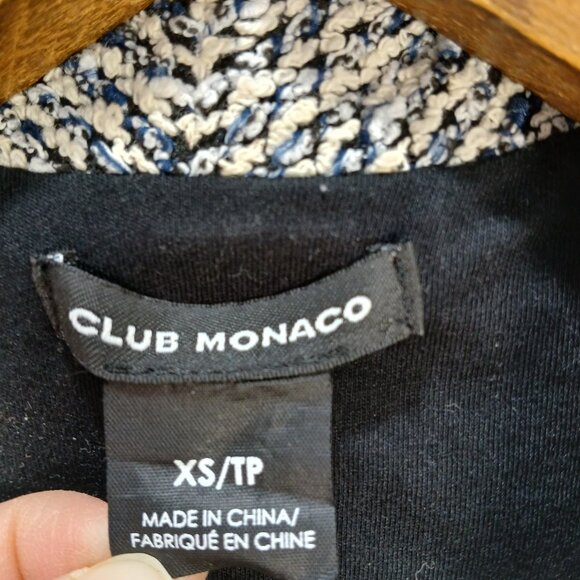 CLUB MONACO
XS/TP
MADE IN CHINA/
FABRIQUÉ EN CHINE